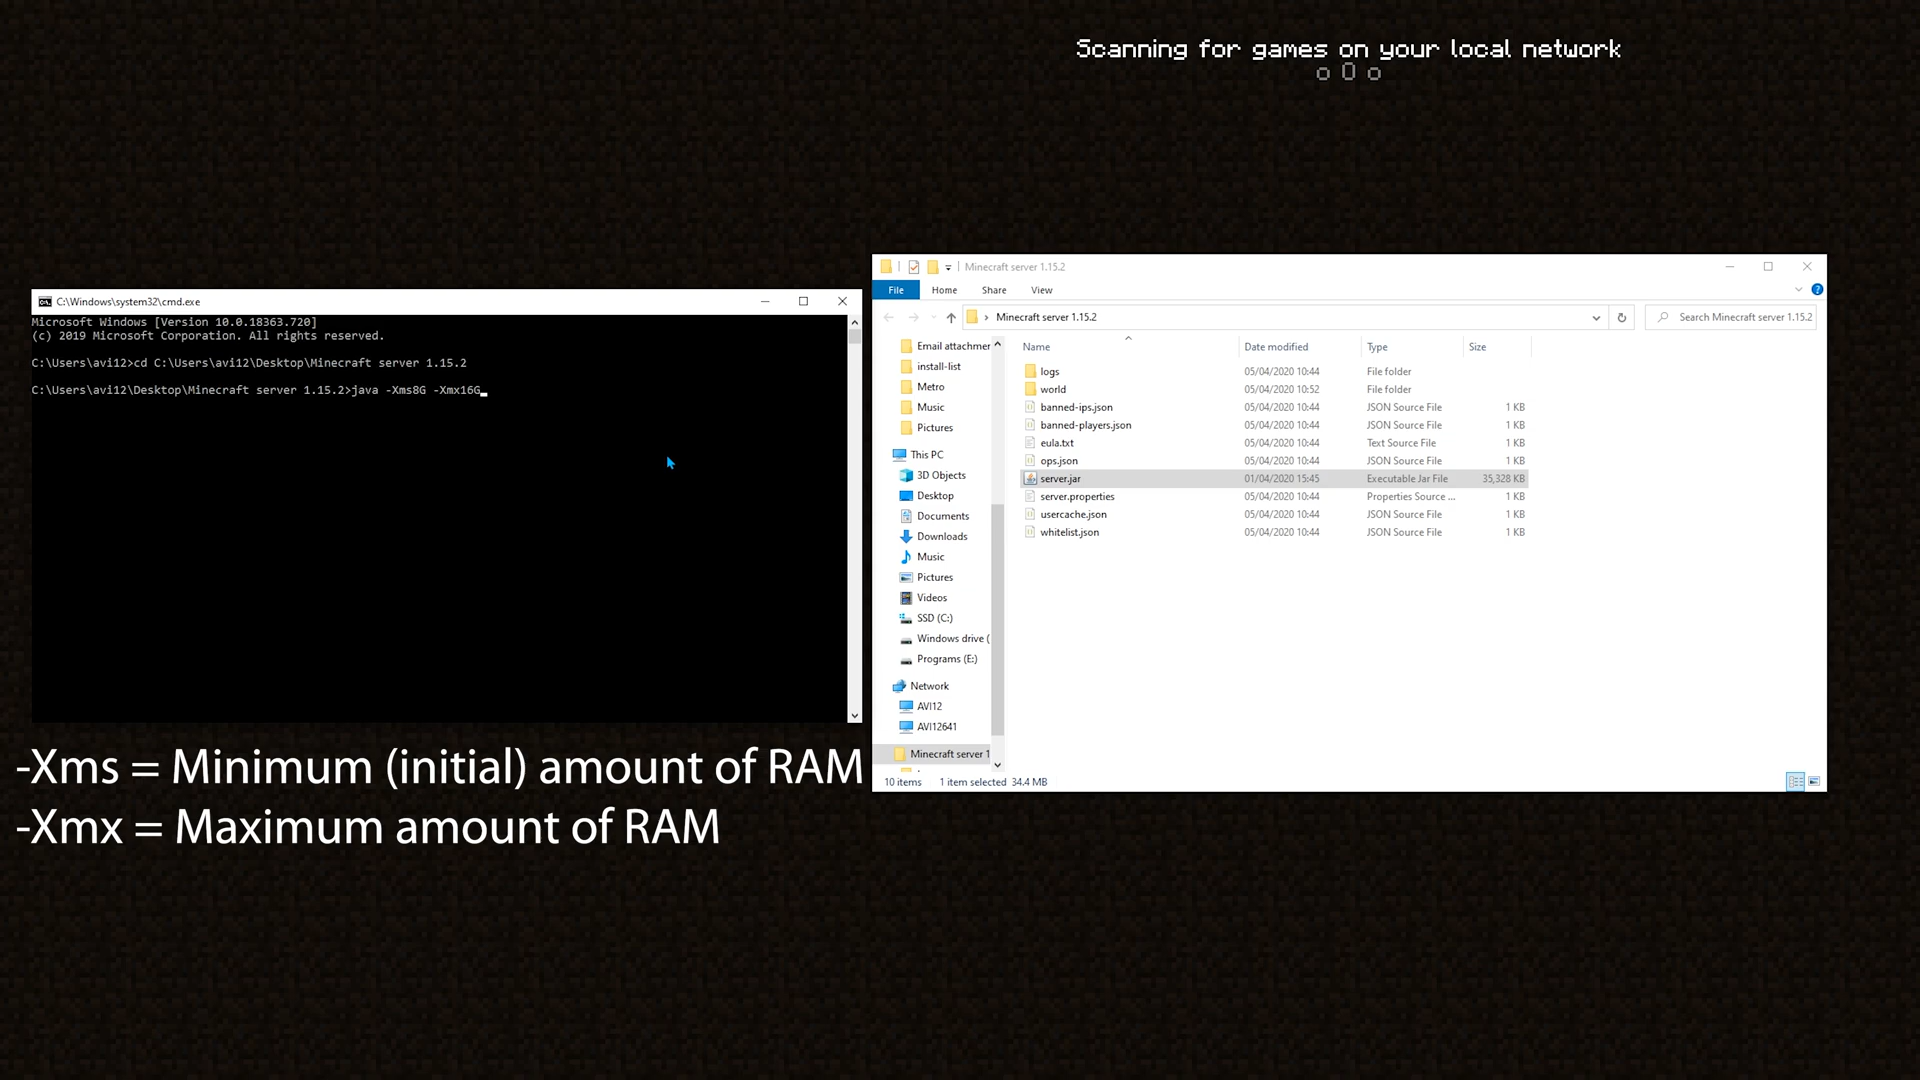 Scanning for games on your local network
o O o
C:\Windows\system32\cmd.exe
Microsoft Windows [Version 10.0.18363.720]
(c) 2019 Microsoft Corporation. All rights reserved.
C:\Users\avi12>cd C:\Users\avi12\Desktop\Minecraft server 1.15.2
C:\Users\avi12\Desktop\Minecraft server 1.15.2>java -Xms8G -Xmx16G
-Xms = Minimum (initial) amount of RAM
-Xmx = Maximum amount of RAM
Minecraft server 1.15.2
File Home Share View
Minecraft server 1.15.2
Search Minecraft server 1.15.2
Email attachmer
install-list
Metro
Music
Pictures
This PC
3D Objects
Desktop
Documents
Downloads
Music
Pictures
Videos
SSD (C:)
Windows drive (
Programs (E:)
Network
AVI12
AVI12641
Minecraft server 1
Name Date modified Type Size
logs 05/04/2020 10:44 File folder
world 05/04/2020 10:52 File folder
banned-ips.json 05/04/2020 10:44 JSON Source File 1 KB
banned-players.json 05/04/2020 10:44 JSON Source File 1 KB
eula.txt 05/04/2020 10:44 Text Source File 1 KB
ops.json 05/04/2020 10:44 JSON Source File 1 KB
server.jar 01/04/2020 15:45 Executable Jar File 35,328 KB
server.properties 05/04/2020 10:44 Properties Source ... 1 KB
usercache.json 05/04/2020 10:44 JSON Source File 1 KB
whitelist.json 05/04/2020 10:44 JSON Source File 1 KB
10 items 1 item selected 34.4 MB